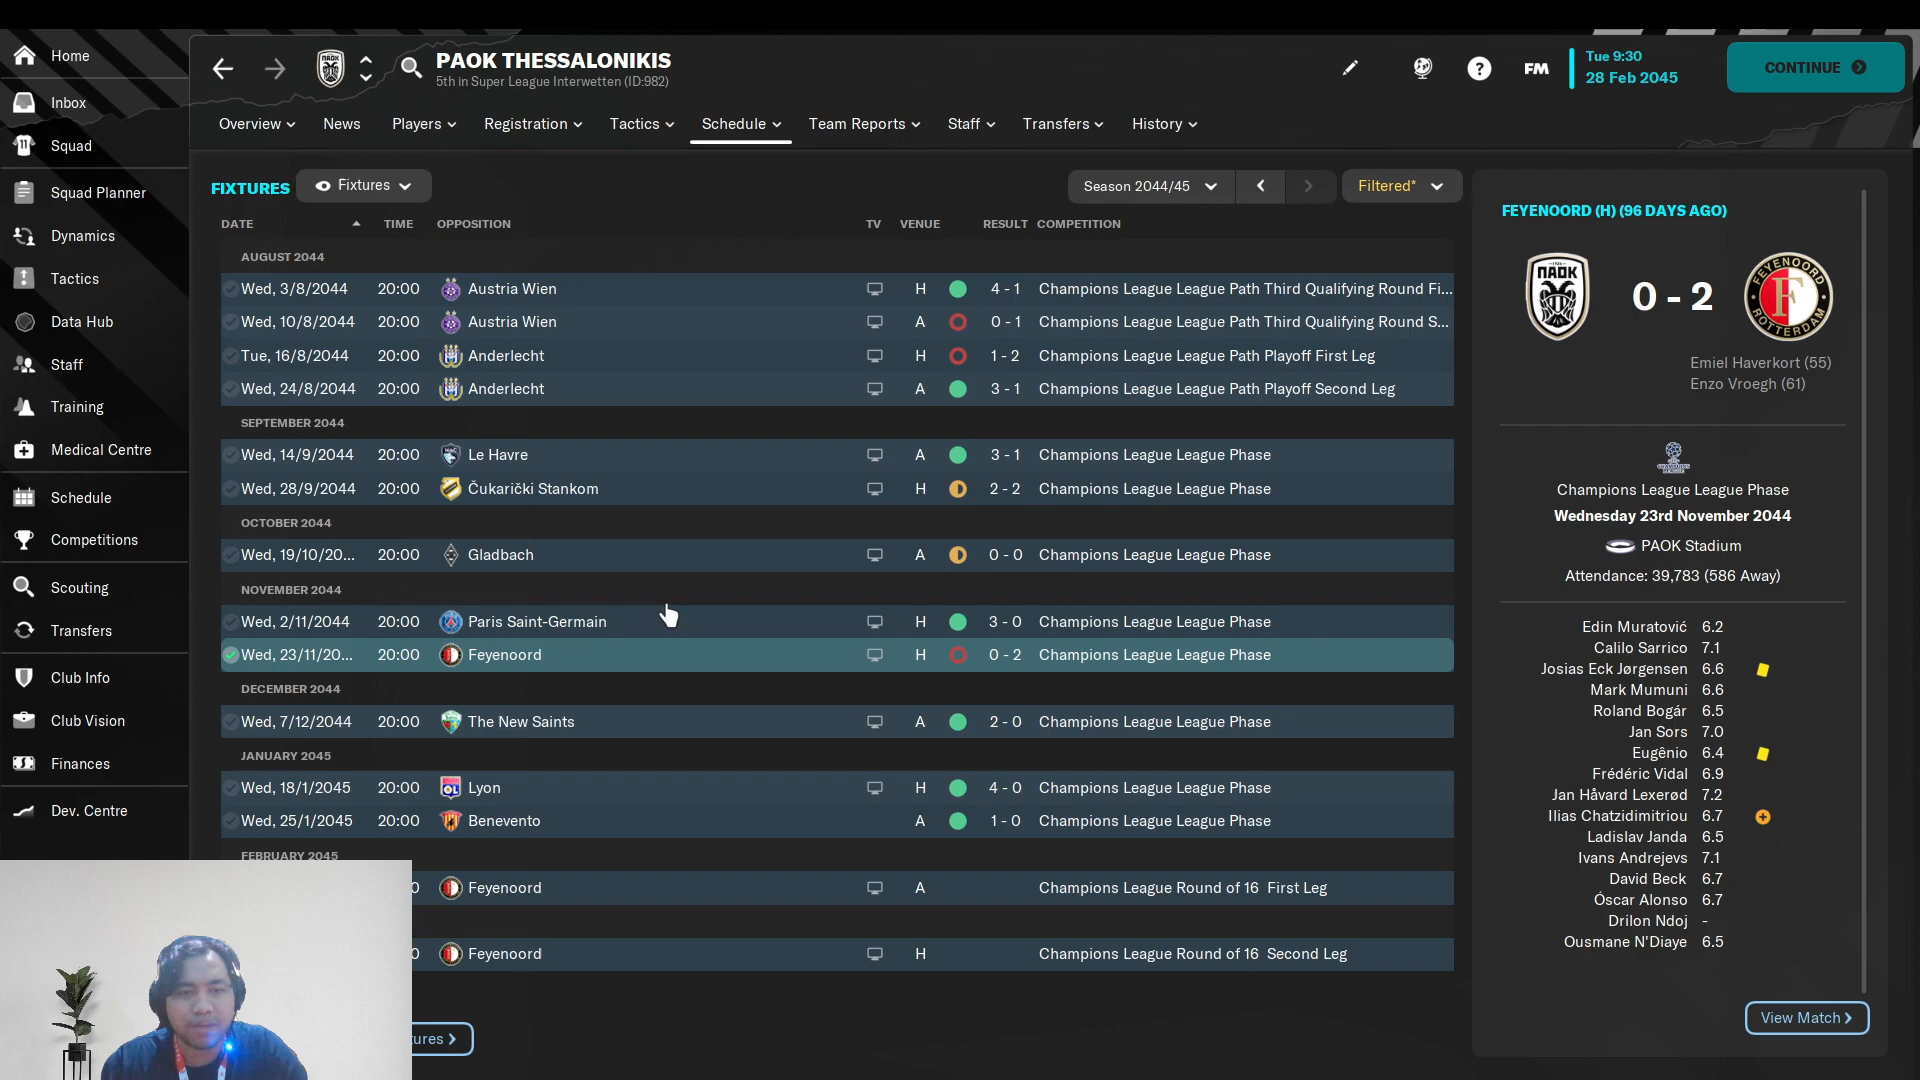 Home
Inbox
Squad
Squad Planner
Dynamics
Tactics
Data Hub
Staff
Training
Medical Centre
Schedule
Competitions
Scouting
Transfers
Club Info
Club Vision
Finances
Dev. Centre
PAOK THESSALONIKIS
5th in Super League Interwetten (ID:982)
FM
Tue 9:30
28 Feb 2045
CONTINUE
Overview News Players Registration Tactics Schedule Team Reports Staff Transfers History
FIXTURES Fixtures Season 2044/45 Filtered*
DATE TIME OPPOSITION TV VENUE RESULT COMPETITION
AUGUST 2044
Wed, 3/8/2044 20:00 Austria Wien H 4 - 1 Champions League League Path Third Qualifying Round Fi...
Wed, 10/8/2044 20:00 Austria Wien A 0 - 1 Champions League League Path Third Qualifying Round S...
Tue, 16/8/2044 20:00 Anderlecht H 1 - 2 Champions League League Path Playoff First Leg
Wed, 24/8/2044 20:00 Anderlecht A 3 - 1 Champions League League Path Playoff Second Leg
SEPTEMBER 2044
Wed, 14/9/2044 20:00 Le Havre A 3 - 1 Champions League League Phase
Wed, 28/9/2044 20:00 Čukarički Stankom H 2 - 2 Champions League League Phase
OCTOBER 2044
Wed, 19/10/20... 20:00 Gladbach A 0 - 0 Champions League League Phase
NOVEMBER 2044
Wed, 2/11/2044 20:00 Paris Saint-Germain H 3 - 0 Champions League League Phase
Wed, 23/11/20... 20:00 Feyenoord H 0 - 2 Champions League League Phase
DECEMBER 2044
Wed, 7/12/2044 20:00 The New Saints A 2 - 0 Champions League League Phase
JANUARY 2045
Wed, 18/1/2045 20:00 Lyon H 4 - 0 Champions League League Phase
Wed, 25/1/2045 20:00 Benevento A 1 - 0 Champions League League Phase
FEBRUARY 2045
0 Feyenoord A Champions League Round of 16 First Leg
0 Feyenoord H Champions League Round of 16 Second Leg
tures
FEYENOORD (H) (96 DAYS AGO)
ΠΑΟΚ
0 - 2
FEYENOORD
F
ROTTERDAM
Emiel Haverkort (55)
Enzo Vroegh (61)
CHAMPIONS LEAGUE
Champions League League Phase
Wednesday 23rd November 2044
PAOK Stadium
Attendance: 39,783 (586 Away)
Edin Muratović 6.2
Calilo Sarrico 7.1
Josias Eck Jørgensen 6.6
Mark Mumuni 6.6
Roland Bogár 6.5
Jan Sors 7.0
Eugênio 6.4
Frédéric Vidal 6.9
Jan Håvard Lexerød 7.2
Ilias Chatzidimitriou 6.7
Ladislav Janda 6.5
Ivans Andrejevs 7.1
David Beck 6.7
Óscar Alonso 6.7
Drilon Ndoj -
Ousmane N'Diaye 6.5
View Match